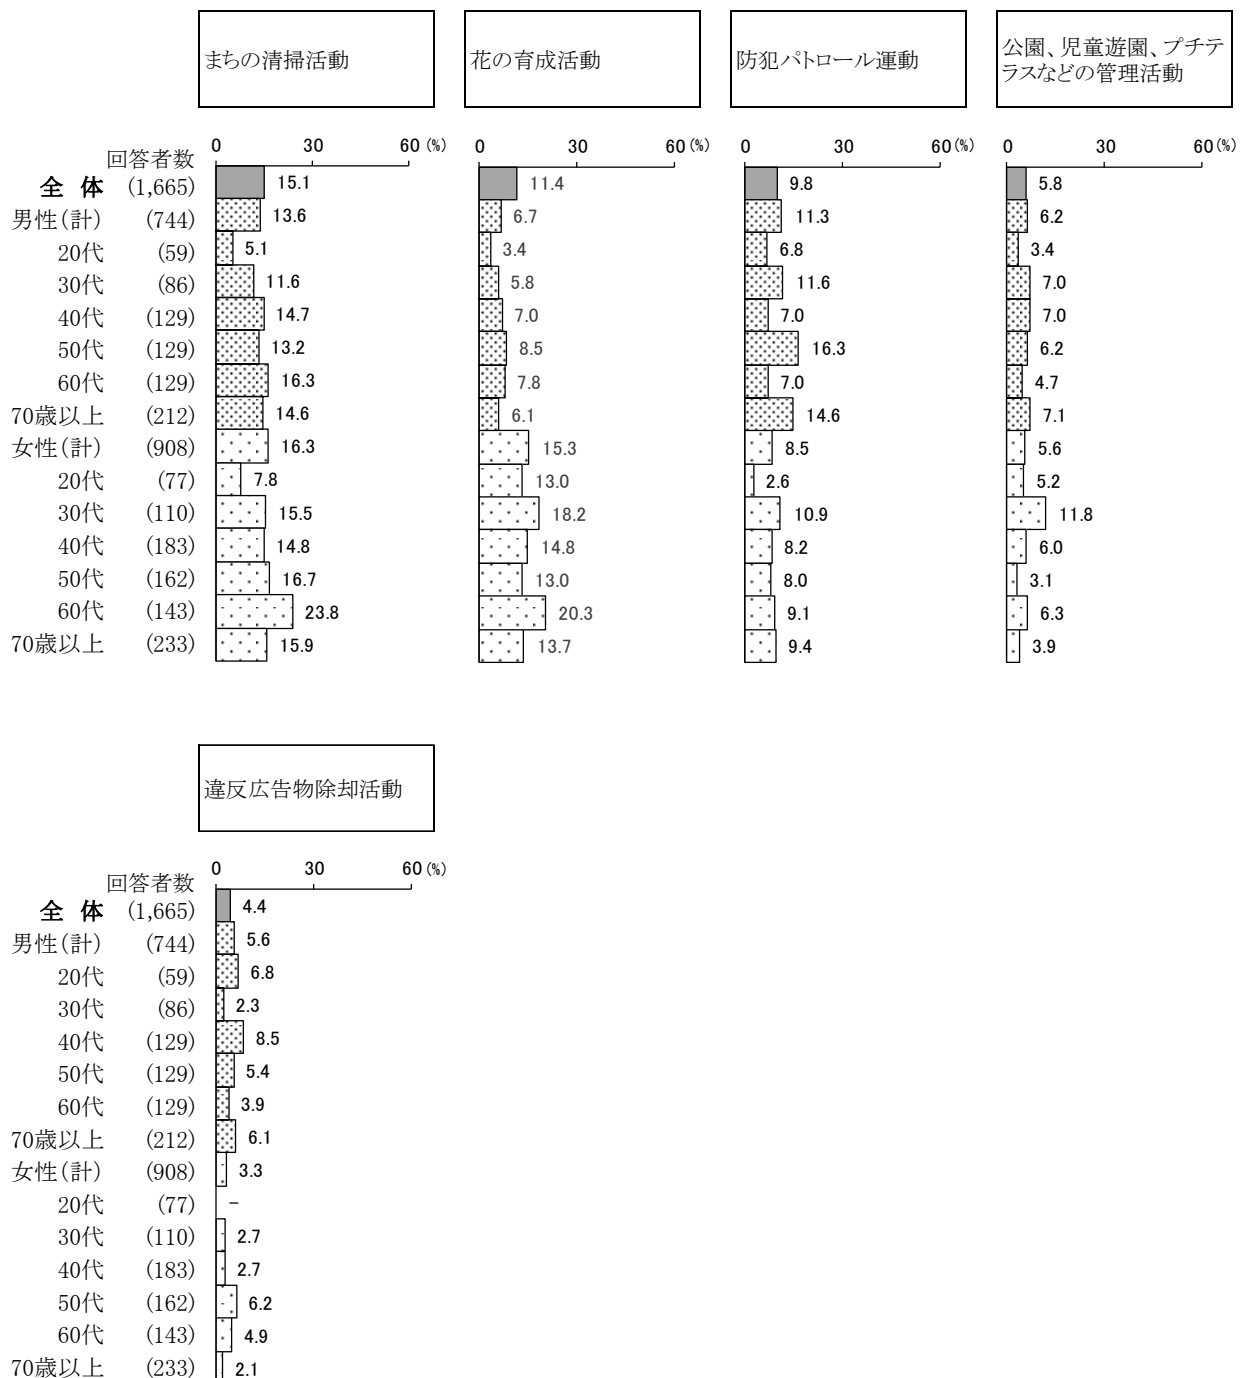 まちの清掃活動 花の育成活動 防犯パトロール運動 公園、児童遊園、プチテ
ラスなどの管理活動
0 30 60 (%) 0 30 60 (%) 0 30 60 (%) 0 30 60 (%)
回答者数
全 体 (1,665) 15.1 11.4 9.8 5.8
男性(計) (744) 13.6 6.7 11.3 6.2
20代 (59) 5.1 3.4 6.8 3.4
30代 (86) 11.6 5.8 11.6 7.0
40代 (129) 14.7 7.0 7.0 7.0
50代 (129) 13.2 8.5 16.3 6.2
60代 (129) 16.3 7.8 7.0 4.7
70歳以上 (212) 14.6 6.1 14.6 7.1
女性(計) (908) 16.3 15.3 8.5 5.6
20代 (77) 7.8 13.0 2.6 5.2
30代 (110) 15.5 18.2 10.9 11.8
40代 (183) 14.8 14.8 8.2 6.0
50代 (162) 16.7 13.0 8.0 3.1
60代 (143) 23.8 20.3 9.1 6.3
70歳以上 (233) 15.9 13.7 9.4 3.9
違反広告物除却活動
0 30 60 (%)
回答者数
全 体 (1,665) 4.4
男性(計) (744) 5.6
20代 (59) 6.8
30代 (86) 2.3
40代 (129) 8.5
50代 (129) 5.4
60代 (129) 3.9
70歳以上 (212) 6.1
女性(計) (908) 3.3
20代 (77) －
30代 (110) 2.7
40代 (183) 2.7
50代 (162) 6.2
60代 (143) 4.9
70歳以上 (233) 2.1